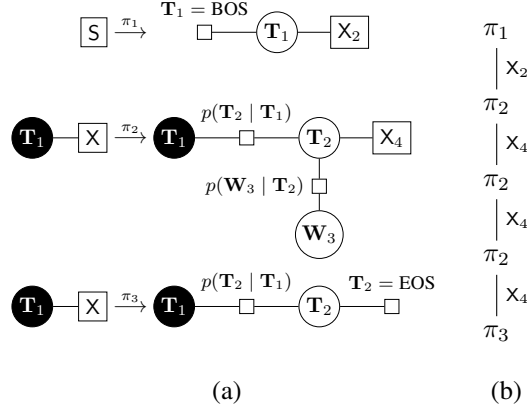 T₁ = BOS
S π₁ T₁ X₂
p(T₂ | T₁)
T₁ X π₂ T₁ T₂ X₄
p(W₃ | T₂)
W₃
p(T₂ | T₁) T₂ = EOS
T₁ X π₃ T₁ T₂
(a)
π₁
X₂
π₂
X₄
π₂
X₄
π₂
X₄
π₃
(b)